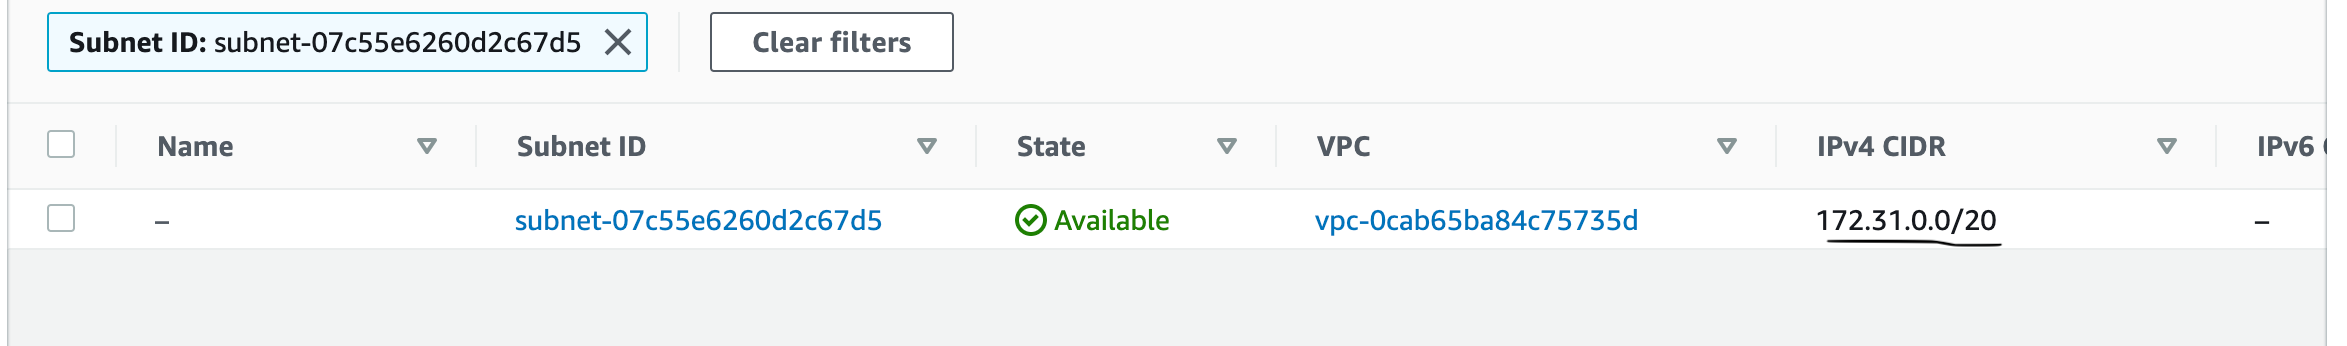 Subnet ID: subnet-07c55e6260d2c67d5 Clear filters
Name Subnet ID State VPC IPv4 CIDR IPv6
– subnet-07c55e6260d2c67d5 Available vpc-0cab65ba84c75735d 172.31.0.0/20 –